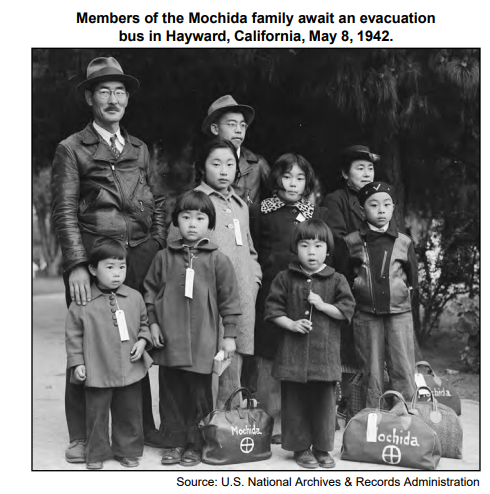 Members of the Mochida family await an evacuation
bus in Hayward, California, May 8, 1942.
Mochida
ochida
Source: U.S. National Archives & Records Administration